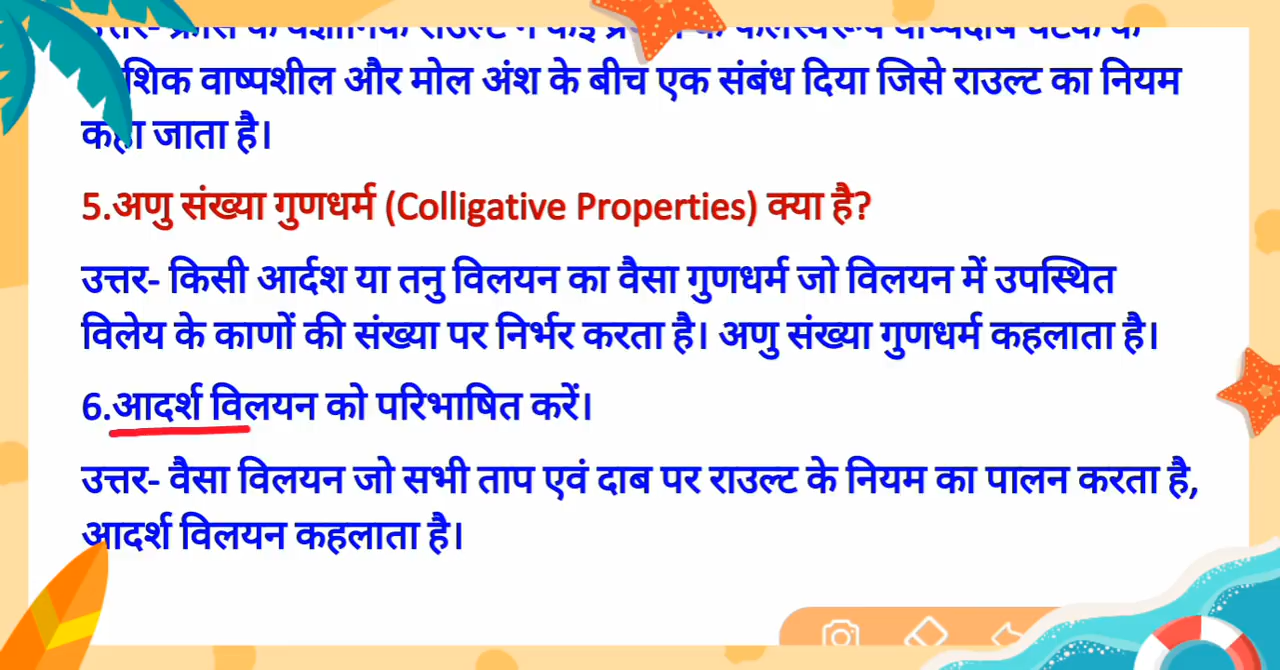 शिक वाष्पशील और मोल अंश के बीच एक संबंध दिया जिसे राउल्ट का नियम
कहा जाता है।
5.अणु संख्या गुणधर्म (Colligative Properties) क्या है?
उत्तर- किसी आर्दश या तनु विलयन का वैसा गुणधर्म जो विलयन में उपस्थित
विलेय के काणों की संख्या पर निर्भर करता है। अणु संख्या गुणधर्म कहलाता है।
6.आदर्श विलयन को परिभाषित करें।
उत्तर- वैसा विलयन जो सभी ताप एवं दाब पर राउल्ट के नियम का पालन करता है,
आदर्श विलयन कहलाता है।